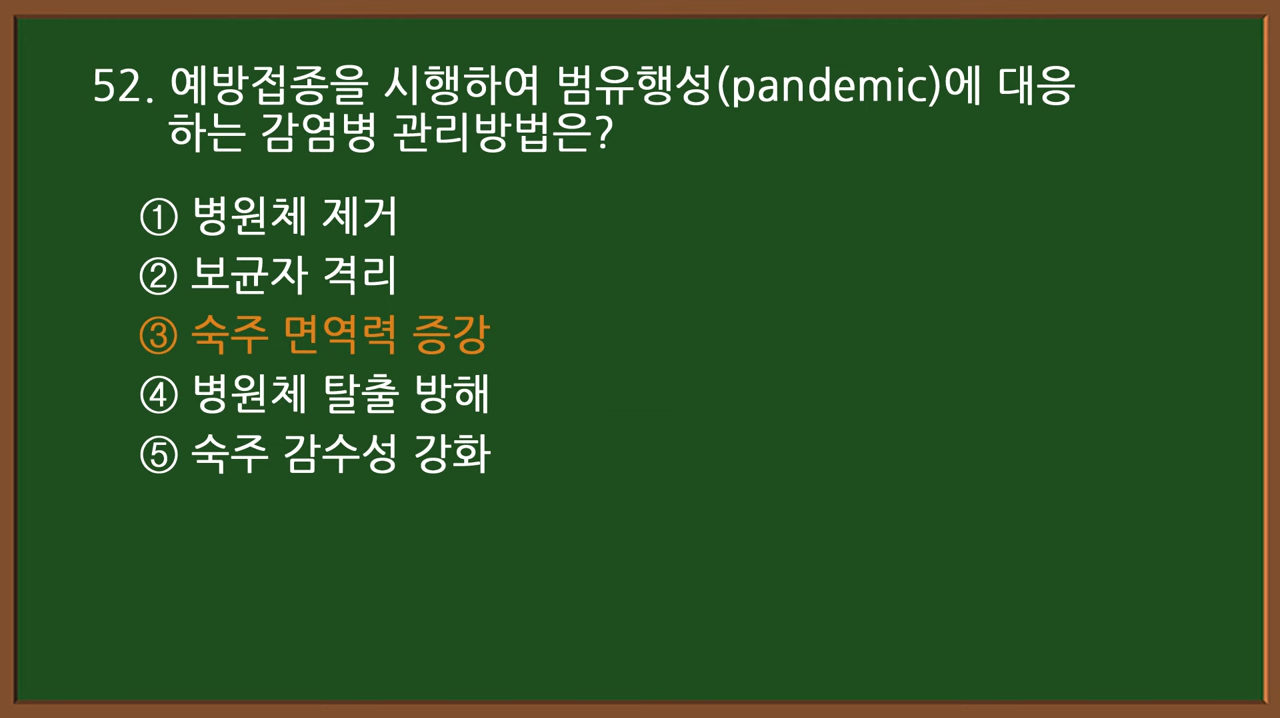 52. 예방접종을 시행하여 범유행성(pandemic)에 대응
하는 감염병 관리방법은?
① 병원체 제거
② 보균자 격리
③ 숙주 면역력 증강
④ 병원체 탈출 방해
⑤ 숙주 감수성 강화